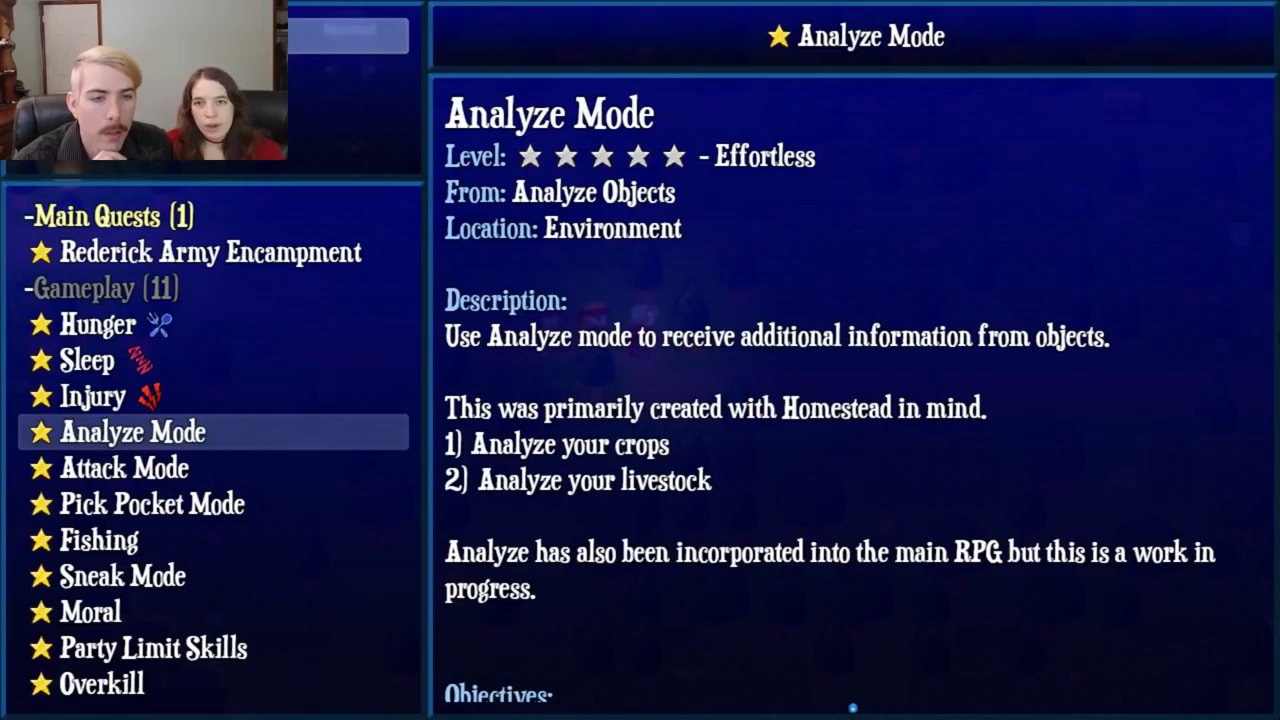 Analyze Mode
Analyze Mode
Level: - Effortless
From: Analyze Objects
Location: Environment
Description:
Use Analyze mode to receive additional information from objects.
This was primarily created with Homestead in mind.
1) Analyze your crops
2) Analyze your livestock
Analyze has also been incorporated into the main RPG but this is a work in
progress.
Objectives:
-Main Quests (1)
Rederick Army Encampment
-Gameplay (11)
Hunger
Sleep
Injury
Analyze Mode
Attack Mode
Pick Pocket Mode
Fishing
Sneak Mode
Moral
Party Limit Skills
Overkill